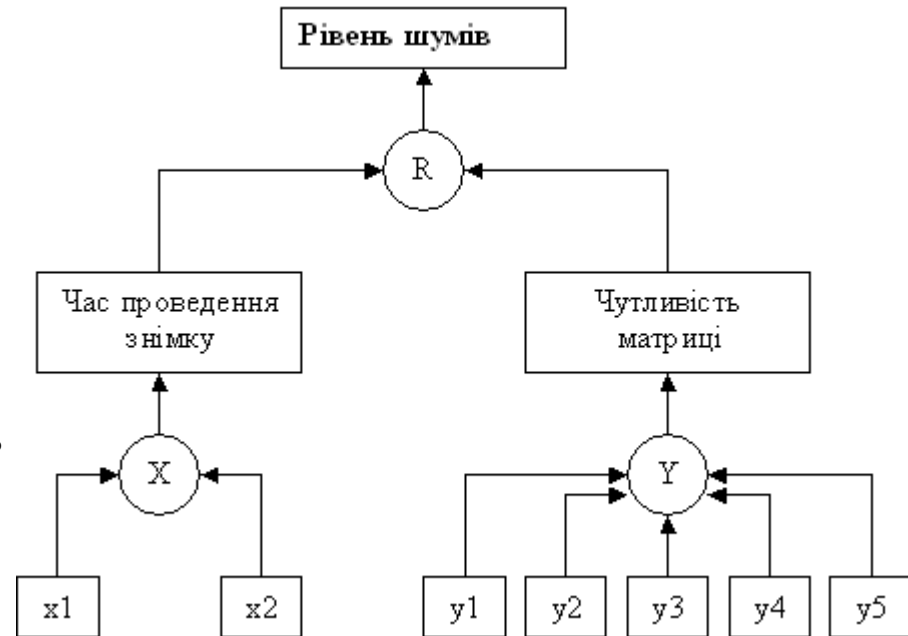 Рівень шумів
R
Час проведення
знімку
Чутливість
матриці
X
Y
x1
x2
y1
y2
y3
y4
y5